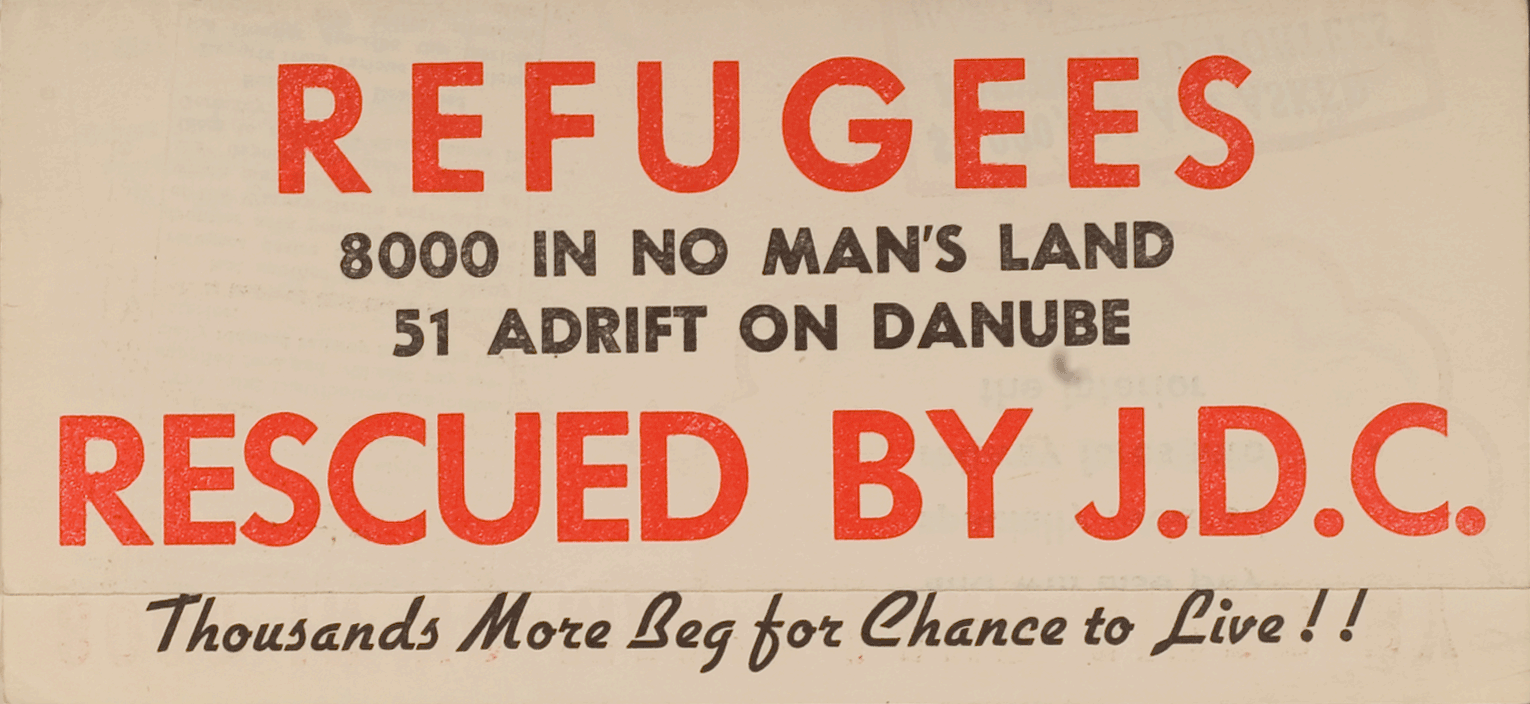 REFUGEES
8000 IN NO MAN'S LAND
51 ADRIFT ON DANUBE
RESCUED BY J.D.C.
Thousands More Beg for Chance to Live!!